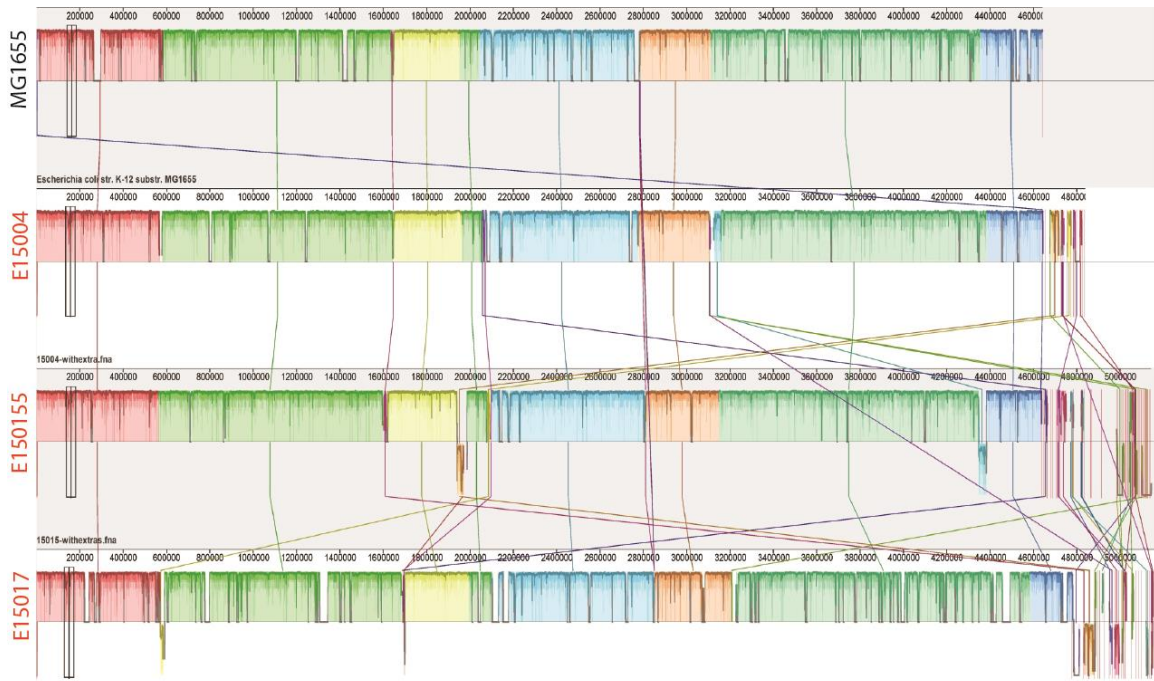 200000 400000 600000 800000 1000000 1200000 1400000 1600000 1800000 2000000 2200000 2400000 2600000 2800000 3000000 3200000 3400000 3600000 3800000 4000000 4200000 4400000 460000
MG1655
Escherichia coli str. K-12 substr. MG1655
200000 400000 600000 800000 1000000 1200000 1400000 1600000 1800000 2000000 2200000 2400000 2600000 2800000 3000000 3200000 3400000 3600000 3800000 4000000 4200000 4400000 4600000 480000
E15004
15004-withextra.fna
200000 400000 600000 800000 1000000 1200000 1400000 1600000 1800000 2000000 2200000 2400000 2600000 2800000 3000000 3200000 3400000 3600000 3800000 4000000 4200000 4400000 4600000 4800000 5000000
E150155
15015-withextras.fna
200000 400000 600000 800000 1000000 1200000 1400000 1600000 1800000 2000000 2200000 2400000 2600000 2800000 3000000 3200000 3400000 3600000 3800000 4000000 4200000 4400000 4600000 4800000 5000000
E15017